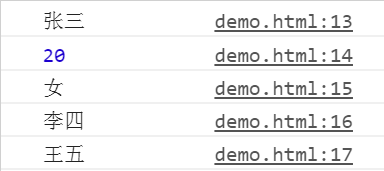 张三 demo.html:13
20 demo.html:14
女 demo.html:15
李四 demo.html:16
王五 demo.html:17